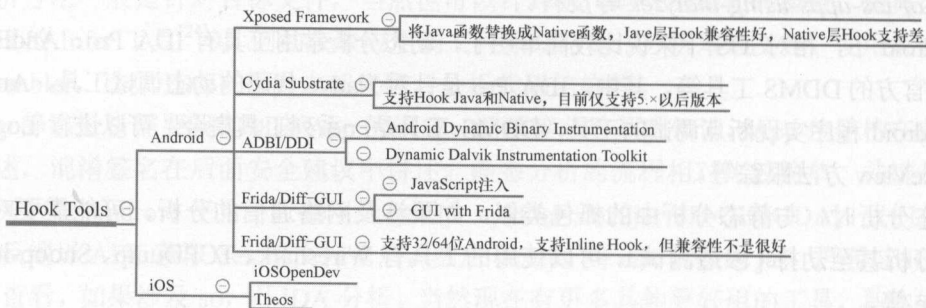 Xposed Framework
将Java函数替换成Native函数，Jave层Hook兼容性好，Native层Hook支持差
Cydia Substrate
支持Hook Java和Native，目前仅支持5.×以后版本
Android
ADBI/DDI
Android Dynamic Binary Instrumentation
Dynamic Dalvik Instrumentation Toolkit
Frida/Diff-GUI
JavaScript注入
GUI with Frida
Hook Tools
Frida/Diff-GUI
支持32/64位Android，支持Inline Hook，但兼容性不是很好
iOS
iOSOpenDev
Theos